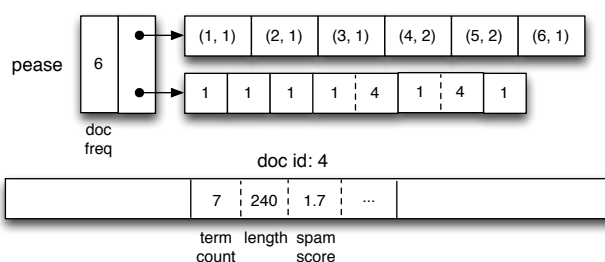 (1, 1) (2, 1) (3, 1) (4, 2) (5, 2) (6, 1)
pease 6
1 1 1 1 4 1 4 1
doc
freq
doc id: 4
7 240 1.7 ...
term length spam
count score